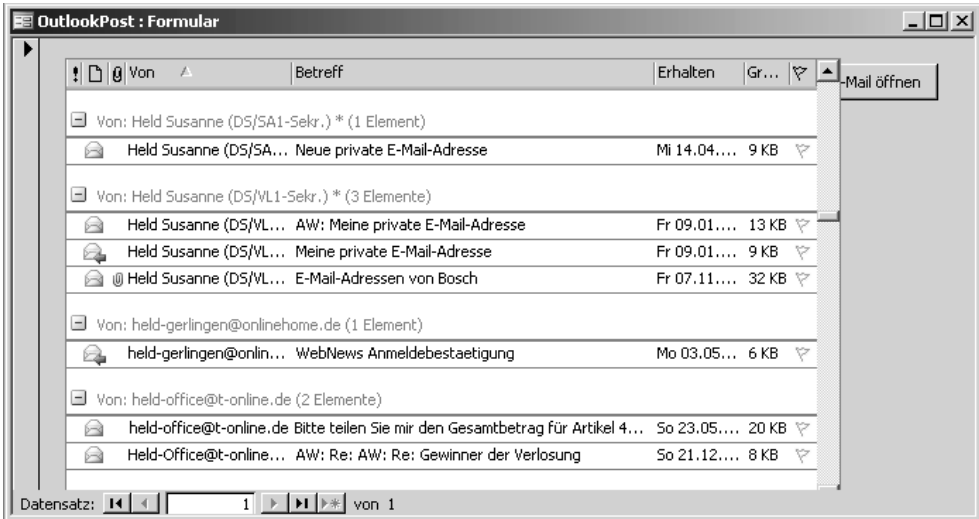 OutlookPost : Formular
! Von Betreff Erhalten Gr...
-Mail öffnen
Von: Held Susanne (DS/SA1-Sekr.) * (1 Element)
Held Susanne (DS/SA... Neue private E-Mail-Adresse Mi 14.04.... 9 KB
Von: Held Susanne (DS/VL1-Sekr.) * (3 Elemente)
Held Susanne (DS/VL... AW: Meine private E-Mail-Adresse Fr 09.01.... 13 KB
Held Susanne (DS/VL... Meine private E-Mail-Adresse Fr 09.01.... 9 KB
Held Susanne (DS/VL... E-Mail-Adressen von Bosch Fr 07.11.... 32 KB
Von: held-gerlingen@onlinehome.de (1 Element)
held-gerlingen@onlin... WebNews Anmeldebestaetigung Mo 03.05... 6 KB
Von: held-office@t-online.de (2 Elemente)
held-office@t-online.de Bitte teilen Sie mir den Gesamtbetrag für Artikel 4... So 23.05.... 20 KB
Held-Office@t-online... AW: Re: AW: Re: Gewinner der Verlosung So 21.12.... 8 KB
Datensatz: 1 von 1